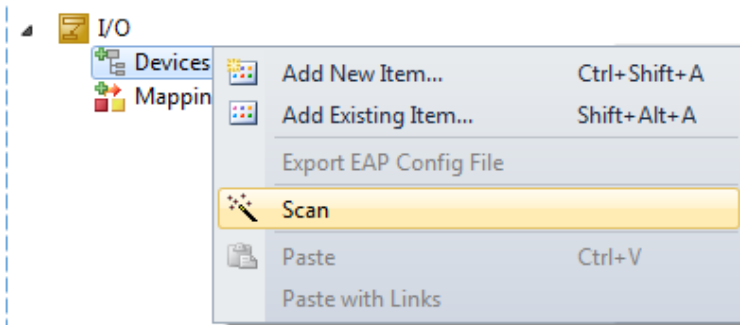 I/O
Devices
Mappin
Add New Item... Ctrl+Shift+A
Add Existing Item... Shift+Alt+A
Export EAP Config File
Scan
Paste Ctrl+V
Paste with Links